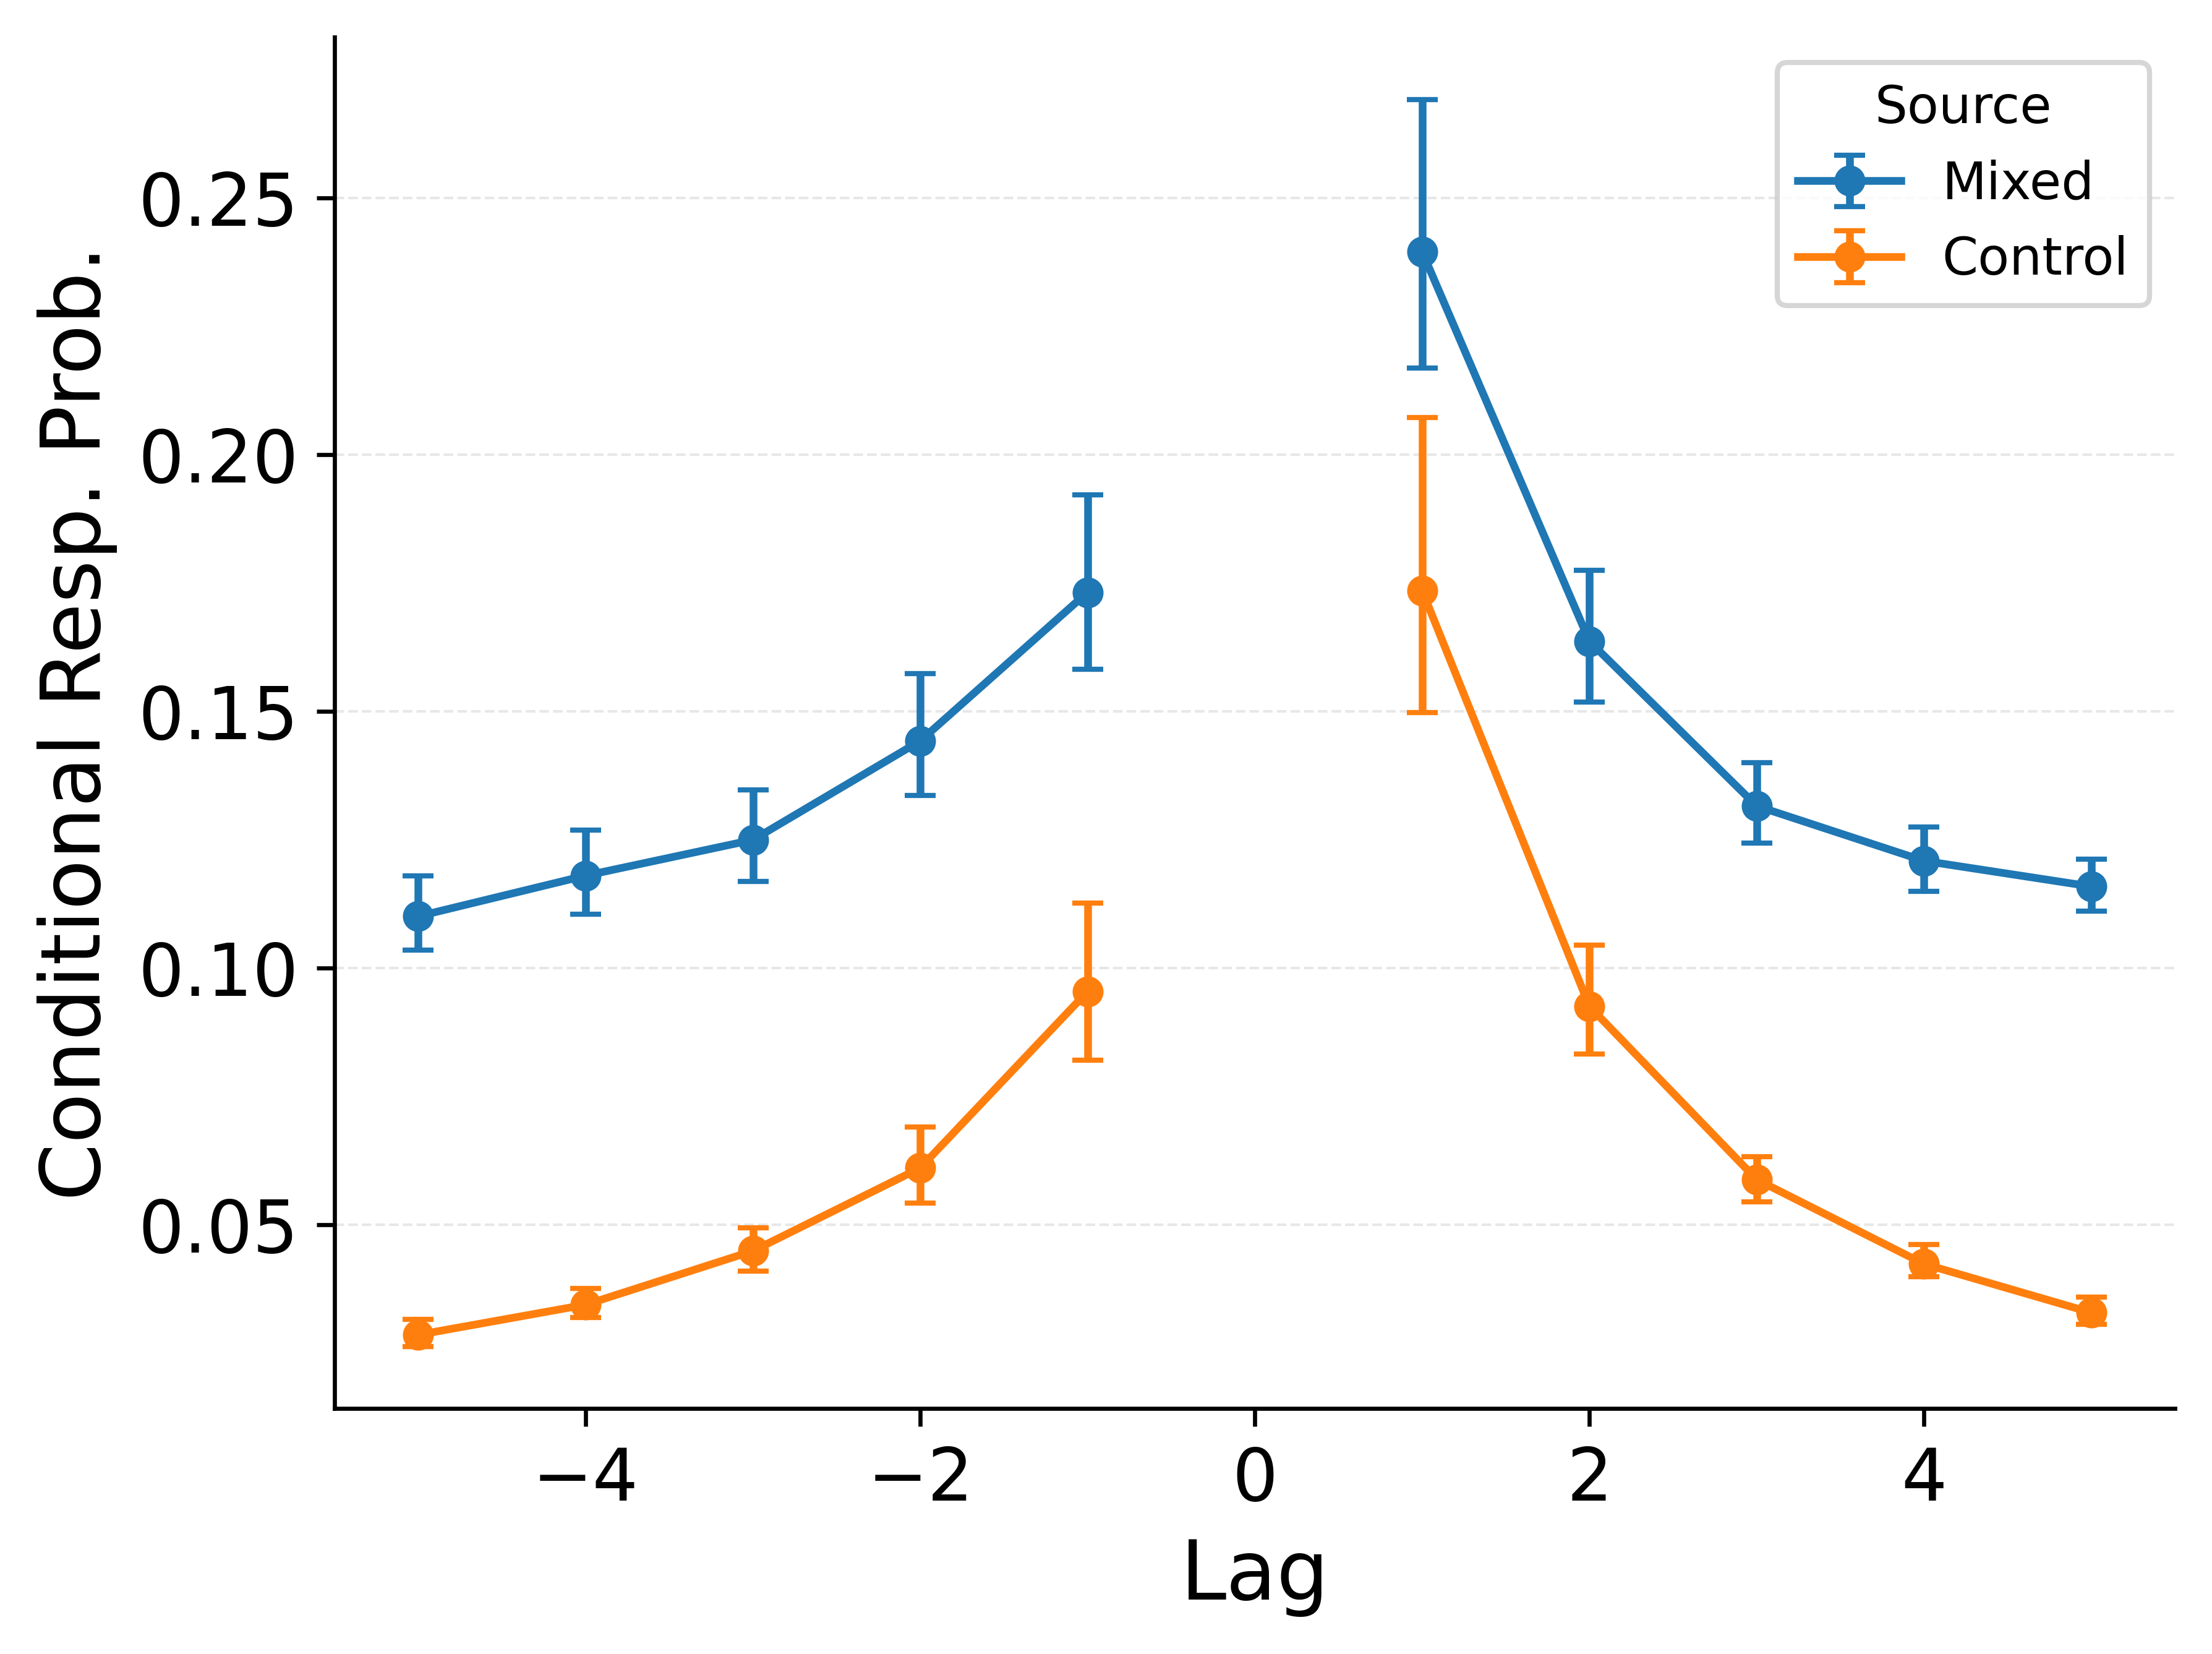 Source
Mixed
Control
Conditional Resp. Prob.
0.25
0.20
0.15
0.10
0.05
−4
−2
0
2
4
Lag